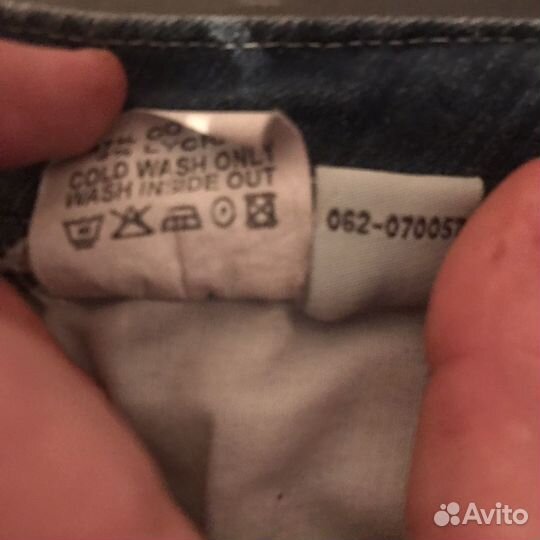 COLD WASH ONLY
WASH INSIDE OUT
062-070057
Avito